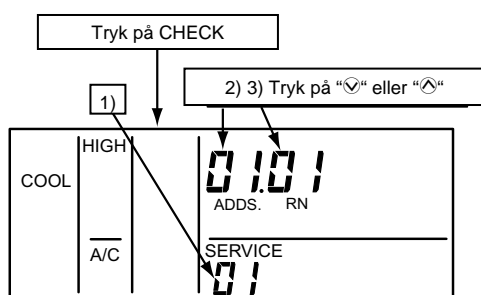 Tryk på CHECK
1)
2) 3) Tryk på “⌵“ eller “⌃“
HIGH
COOL
01.01
ADDS. RN
A/C
SERVICE
01